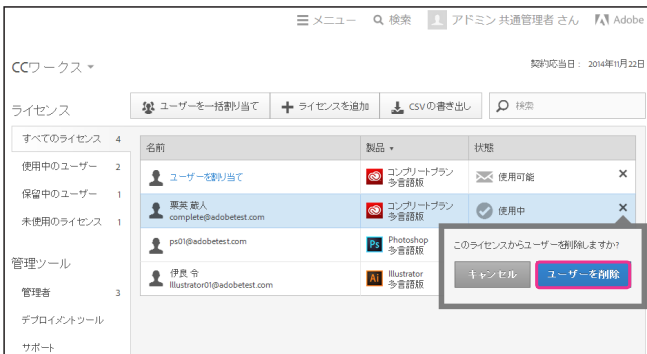 メニュー 検索 アドミン 共通管理者 さん Adobe
CCワークス
契約応当日： 2014年11月22日
ライセンス
ユーザーを一括割り当て ライセンスを追加 CSVの書き出し 検索
すべてのライセンス 4
使用中のユーザー 2
保留中のユーザー 1
未使用のライセンス 1
管理ツール
管理者 3
デプロイメントツール
サポート
名前 製品 状態
ユーザーを割り当て コンプリートプラン 多言語版 使用可能
栗英 蔵人 コンプリートプラン 使用中
complete@adobetest.com 多言語版
ps01@adobetest.com Photoshop
多言語版
伊良 令 Illustrator
Illustrator01@adobetest.com 多言語版
Ps
Ai
このライセンスからユーザーを削除しますか?
キャンセル ユーザーを削除